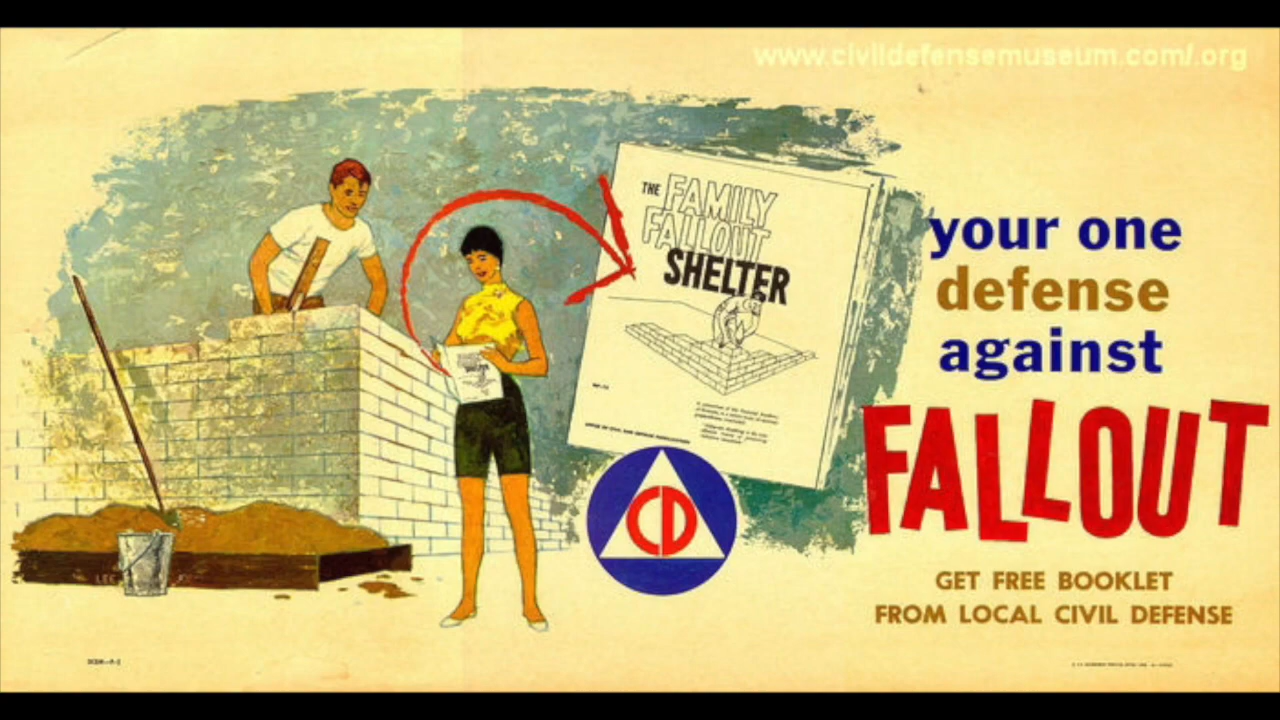 www.civildefensemuseum.com/.org
THE FAMILY
FALLOUT
SHELTER
SHELTER
CD
your one
defense
against
FALLOUT
GET FREE BOOKLET
FROM LOCAL CIVIL DEFENSE